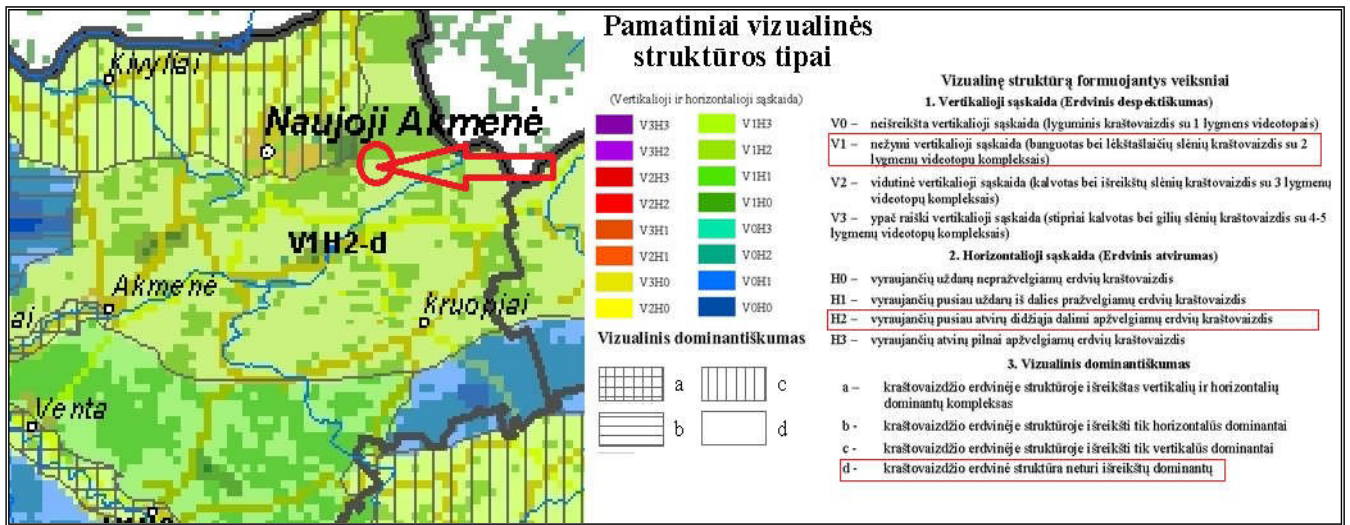 Kivyliai
Naujoji Akmenė
V1H2-d
Akmenė
Kruopiai
ai
Venta
Pamatiniai vizualinės
struktūros tipai
(Vertikalioji ir horizontalioji sąskaida)
V3H3 V1H3
V3H2 V1H2
V2H3 V1H1
V2H2 V1H0
V3H1 V0H3
V2H1 V0H2
V3H0 V0H1
V2H0 V0H0
Vizualinis dominantiškumas
a c
b d
Vizualinę struktūrą formuojantys veiksniai
1. Vertikalioji sąskaida (Erdvinis despektiškumas)
V0 – neišreikšta vertikalioji sąskaida (lyguminis kraštovaizdis su 1 lygmens videotopais)
V1 – nežymi vertikalioji sąskaida (banguotas bei lėkštašlaičių slėnių kraštovaizdis su 2
lygmenų videotopų kompleksais)
V2 – vidutinė vertikalioji sąskaida (kalvotas bei išreikštų slėnių kraštovaizdis su 3 lygmenų
videotopų kompleksais)
V3 – ypač raiški vertikalioji sąskaida (stipriai kalvotas bei gilių slėnių kraštovaizdis su 4-5
lygmenų videotopų kompleksais)
2. Horizontalioji sąskaida (Erdvinis atvirumas)
H0 – vyraujančių uždarų nepražvelgiamų erdvių kraštovaizdis
H1 – vyraujančių pusiau uždarų iš dalies pražvelgiamų erdvių kraštovaizdis
H2 – vyraujančių pusiau atvirų didžiąja dalimi apžvelgiamų erdvių kraštovaizdis
H3 – vyraujančių atvirų pilnai apžvelgiamų erdvių kraštovaizdis
3. Vizualinis dominantiškumas
a – kraštovaizdžio erdvinėje struktūroje išreikštas vertikalių ir horizontalių
dominantų kompleksas
b - kraštovaizdžio erdvinėje struktūroje išreikšti tik horizontalūs dominantai
c - kraštovaizdžio erdvinėje struktūroje išreikšti tik vertikalūs dominantai
d - kraštovaizdžio erdvinė struktūra neturi išreikštų dominantų